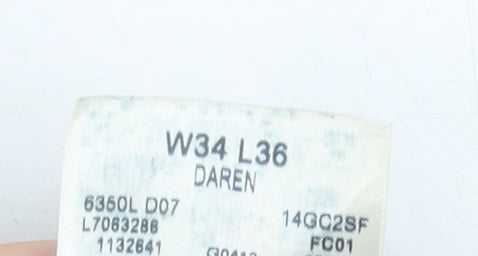 W34 L36
DAREN
6350L D07
14GC2SF
L7063286
FC01
1132641